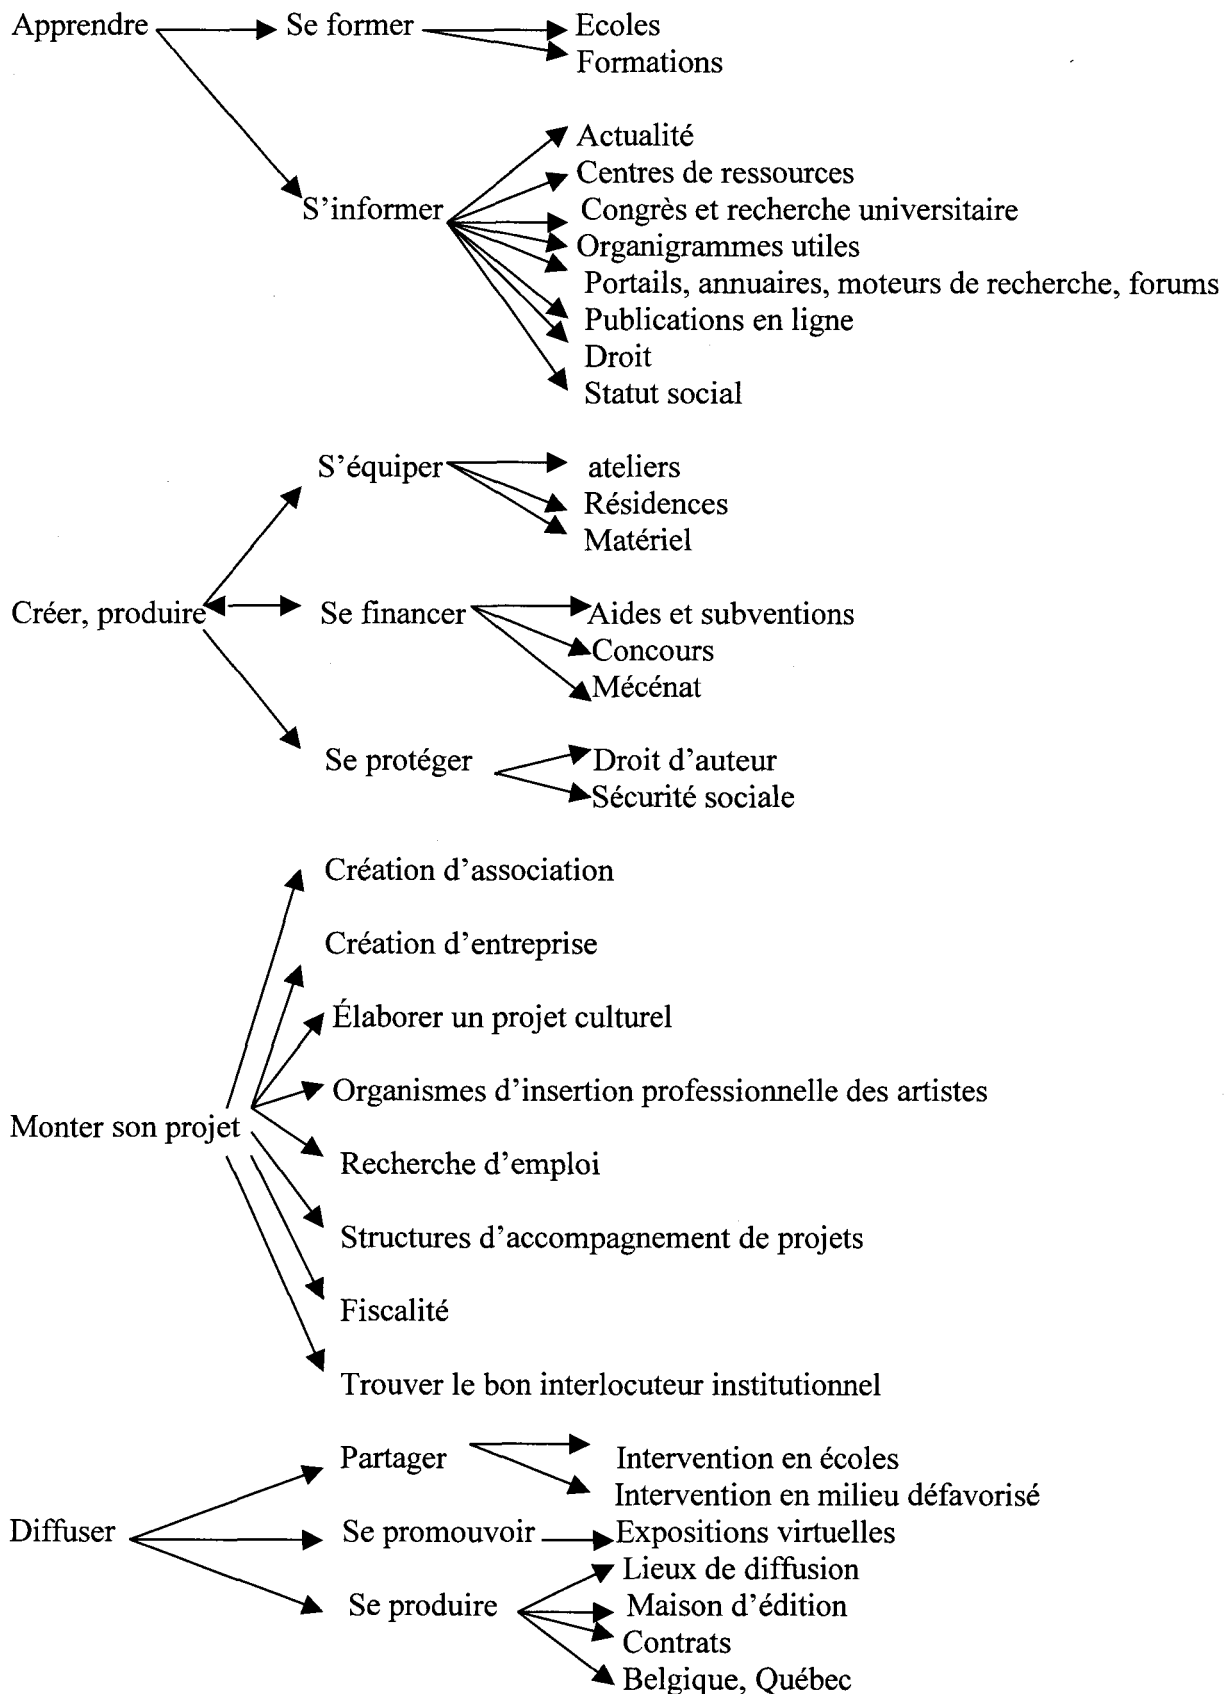 Apprendre Se former Ecoles
Formations
Actualité
Centres de ressources
S'informer Congrès et recherche universitaire
Organigrammes utiles
Portails, annuaires, moteurs de recherche, forums
Publications en ligne
Droit
Statut social
S'équiper ateliers
Résidences
Matériel
Créer, produire Se financer Aides et subventions
Concours
Mécénat
Se protéger Droit d'auteur
Sécurité sociale
Création d'association
Création d'entreprise
Élaborer un projet culturel
Organismes d'insertion professionnelle des artistes
Monter son projet
Recherche d'emploi
Structures d'accompagnement de projets
Fiscalité
Trouver le bon interlocuteur institutionnel
Partager Intervention en écoles
Intervention en milieu défavorisé
Diffuser Se promouvoir Expositions virtuelles
Lieux de diffusion
Se produire Maison d'édition
Contrats
Belgique, Québec